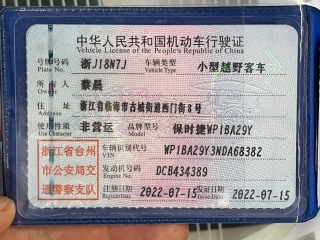 中华人民共和国机动车行驶证
Vehicle License of the People's Republic of China
号牌号码 浙J18N7J 车辆类型 小型越野客车
Plate No. Vehicle Type
所有人 蔡晨
Owner
住址 浙江省临海市古城街道西门街8号
Address
使用性质 非营运 品牌型号 保时捷WP1BA29Y
Use Character Model
浙江省台州 车辆识别代号 WP1BA29Y3NDA68382
VIN
市公安局交 发动机号码 DCB434389
Engine No.
通警察支队 注册日期 2022-07-15 发证日期 2022-07-15
Register Date Issue Date